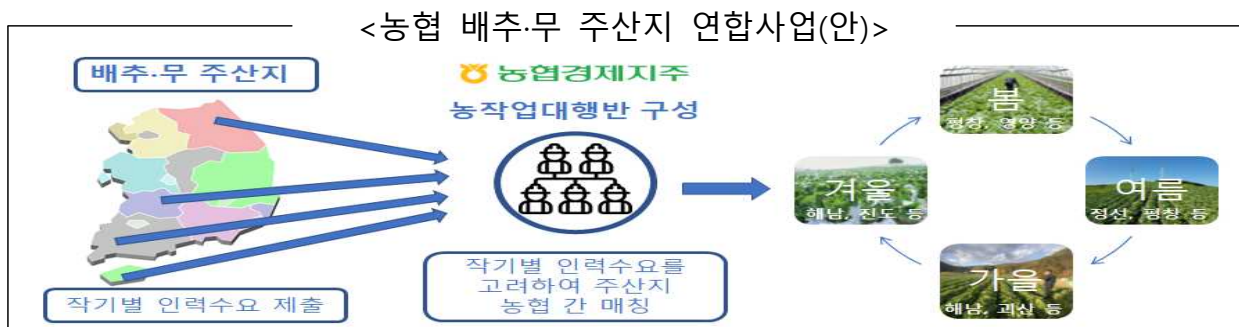 <농협 배추·무 주산지 연합사업(안)>
배추·무 주산지
작기별 인력수요 제출
농협경제지주
농작업대행반 구성
작기별 인력수요를
고려하여 주산지
농협 간 매칭
봄
평창, 영양 등
여름
정선, 평창 등
가을
해남, 괴산 등
겨울
해남, 진도 등